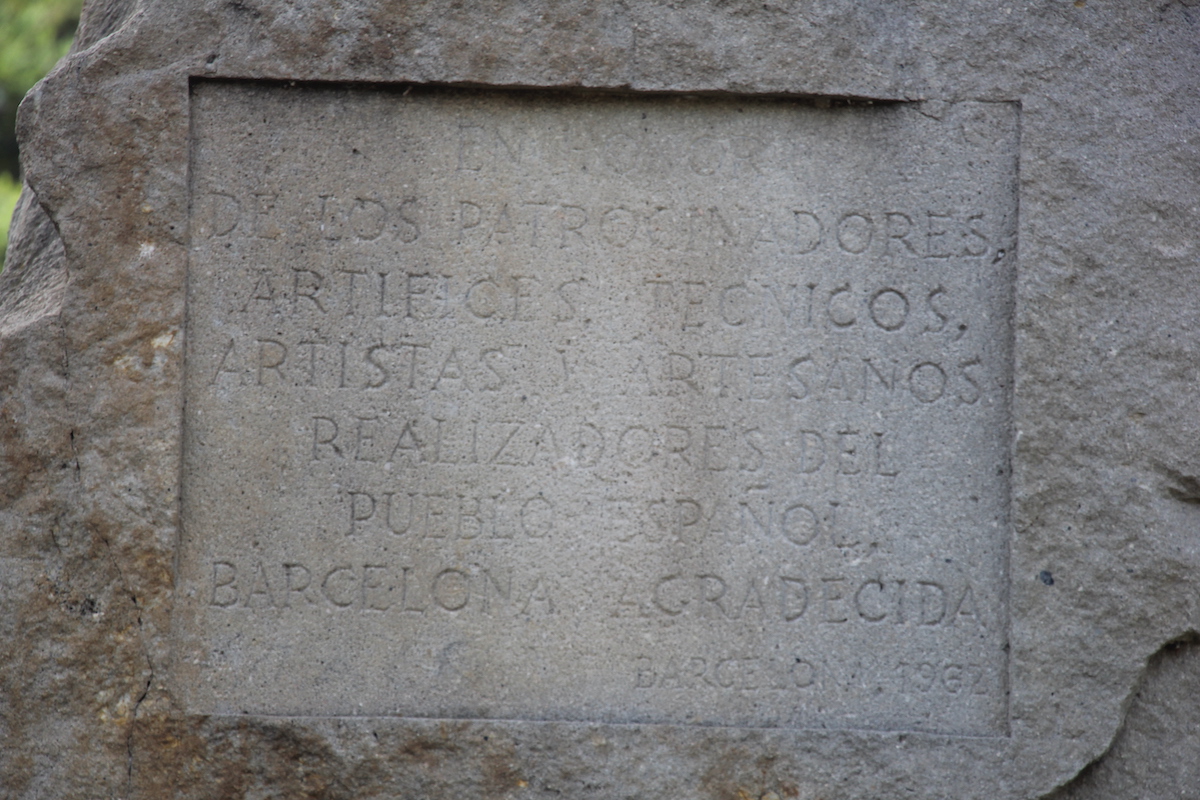 EN HONOR
DE LOS PATROCINADORES,
ARTIFICES TECNICOS,
ARTISTAS Y ARTESANOS
REALIZADORES DEL
PUEBLO ESPAÑOL,
BARCELONA AGRADECIDA
BARCELONA 1962